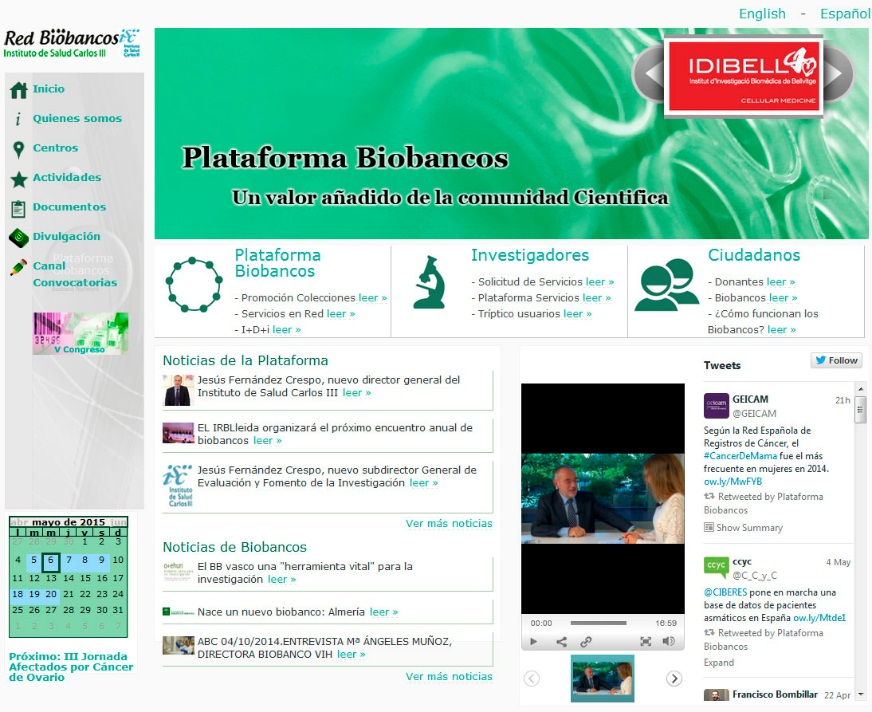 English - Español
Red Biobancos
Instituto de Salud Carlos III
Inicio
Quienes somos
Centros
Actividades
Documentos
Divulgación
Canal
Convocatorias
V Congreso
IDIBELL
Institut d'Investigació Biomèdica de Bellvitge
CELLULAR MEDICINE
Plataforma Biobancos
Un valor añadido de la comunidad Cientifica
Plataforma
Biobancos
- Promoción Colecciones leer »
- Servicios en Red leer »
- I+D+i leer »
Investigadores
- Solicitud de Servicios leer »
- Plataforma Servicios leer »
- Tríptico usuarios leer »
Ciudadanos
- Donantes leer »
- Biobancos leer »
- ¿Cómo funcionan los
Biobancos? leer »
Noticias de la Plataforma
Jesús Fernández Crespo, nuevo director general del
Instituto de Salud Carlos III leer »
EL IRBLleida organizará el próximo encuentro anual de
biobancos leer »
Instituto
de Salud
Carlos III
Jesús Fernández Crespo, nuevo subdirector General de
Evaluación y Fomento de la Investigación leer »
Ver más noticias
Noticias de Biobancos
El BB vasco una "herramienta vital" para la
investigación leer »
Nace un nuevo biobanco: Almería leer »
ABC 04/10/2014.ENTREVISTA Mª ÁNGELES MUÑOZ,
DIRECTORA BIOBANCO VIH leer »
Ver más noticias
00:00 16:59
Tweets
Follow
GEICAM 21h
@GEICAM
Según la Red Española de
Registros de Cáncer, el
#CancerDeMama fue el más
frecuente en mujeres en 2014.
ow.ly/MwFYB
Retweeted by Plataforma
Biobancos
Show Summary
ccyc
ccyc 4 May
@C_C_y_C
@CIBERES pone en marcha una
base de datos de pacientes
asmáticos en España ow.ly/MtdeI
Retweeted by Plataforma
Biobancos
Expand
Francisco Bombillar 22 Apr
abr mayo de 2015 jun
l m m j v s d
27 28 29 30 1 2 3
4 5 6 7 8 9 10
11 12 13 14 15 16 17
18 19 20 21 22 23 24
25 26 27 28 29 30 31
1 2 3 4 5 6 7
Próximo: III Jornada
Afectados por Cáncer
de Ovario